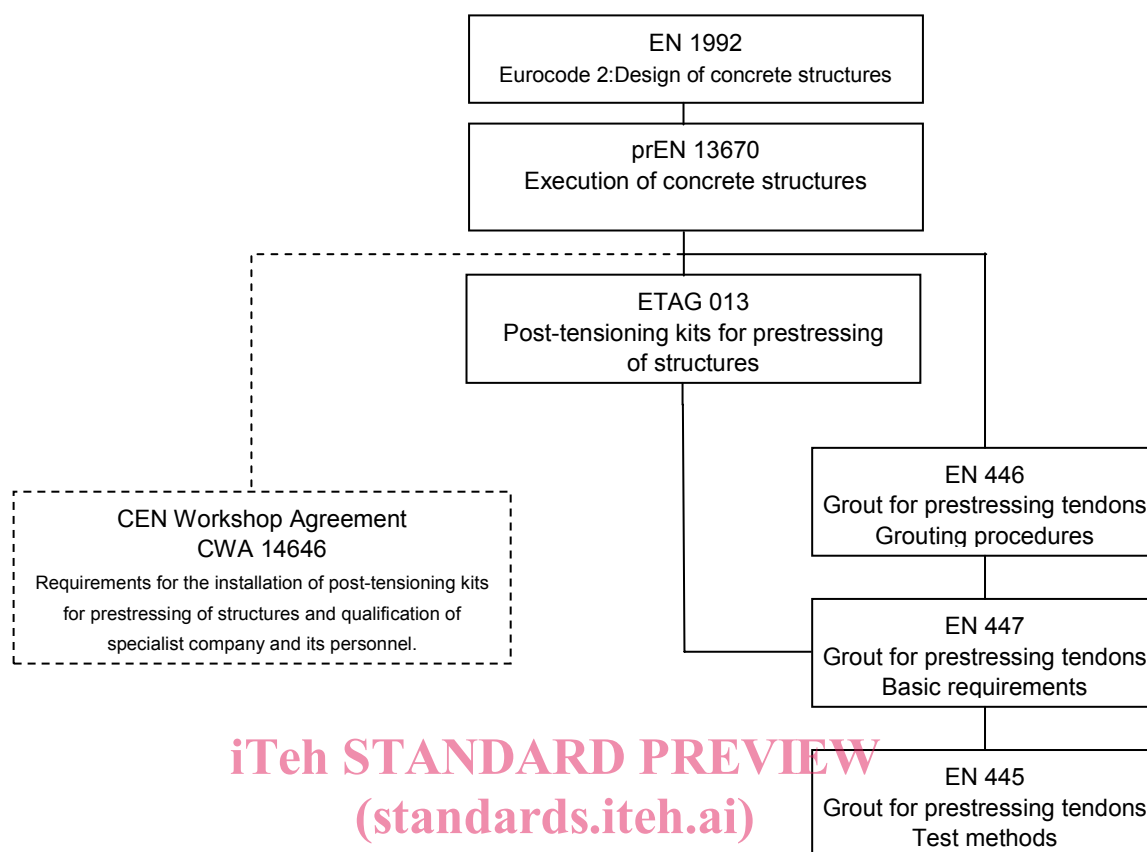 EN 1992
Eurocode 2:Design of concrete structures
prEN 13670
Execution of concrete structures
ETAG 013
Post-tensioning kits for prestressing
of structures
EN 446
Grout for prestressing tendons
Grouting procedures
CEN Workshop Agreement
CWA 14646
Requirements for the installation of post-tensioning kits
for prestressing of structures and qualification of
specialist company and its personnel.
EN 447
Grout for prestressing tendons
Basic requirements
iTeh STANDARD PREVIEW
(standards.iteh.ai)
EN 445
Grout for prestressing tendons
Test methods